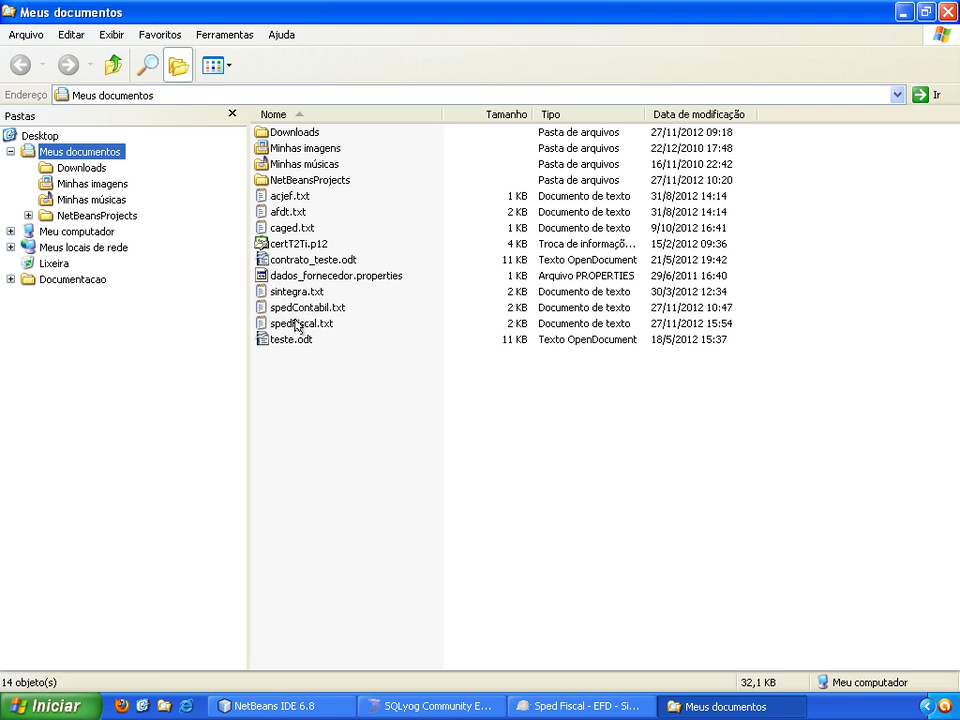 Meus documentos
Arquivo Editar Exibir Favoritos Ferramentas Ajuda
Endereço Meus documentos Ir
Pastas
Desktop
Meus documentos
Downloads
Minhas imagens
Minhas músicas
NetBeansProjects
Meu computador
Meus locais de rede
Lixeira
Documentacao
Nome Tamanho Tipo Data de modificação
Downloads Pasta de arquivos 27/11/2012 09:18
Minhas imagens Pasta de arquivos 22/12/2010 17:48
Minhas músicas Pasta de arquivos 16/11/2010 22:42
NetBeansProjects Pasta de arquivos 27/11/2012 10:20
acjef.txt 1 KB Documento de texto 31/8/2012 14:14
afdt.txt 2 KB Documento de texto 31/8/2012 14:14
caged.txt 1 KB Documento de texto 9/10/2012 16:41
certT2Ti.p12 4 KB Troca de informaçõ... 15/2/2012 09:36
contrato_teste.odt 11 KB Texto OpenDocument 21/5/2012 19:42
dados_fornecedor.properties 1 KB Arquivo PROPERTIES 29/6/2011 16:40
sintegra.txt 2 KB Documento de texto 30/3/2012 12:34
spedContabil.txt 2 KB Documento de texto 27/11/2012 10:47
spedfiscal.txt 2 KB Documento de texto 27/11/2012 15:54
teste.odt 11 KB Texto OpenDocument 18/5/2012 15:37
14 objeto(s) 32,1 KB Meu computador
Iniciar NetBeans IDE 6.8 SQLyog Community E... Sped Fiscal - EFD - Si... Meus documentos